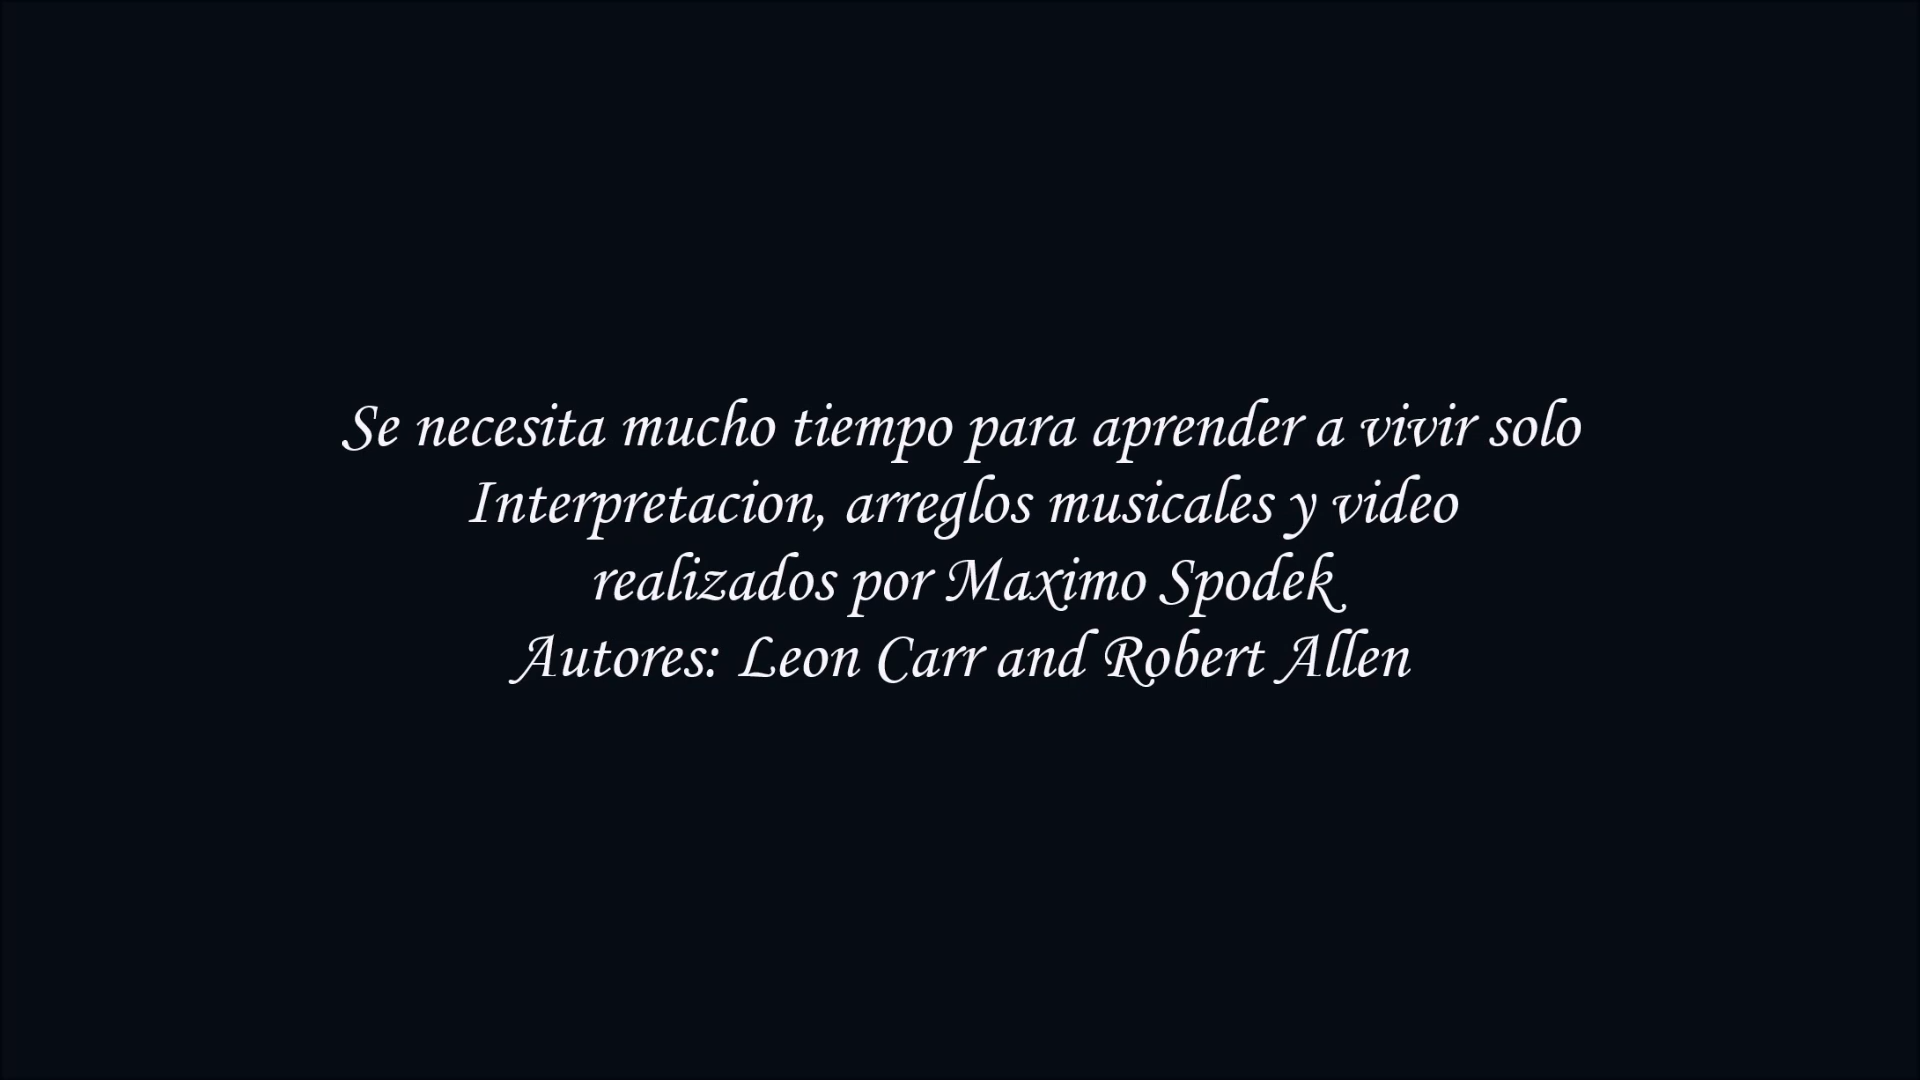 Se necesita mucho tiempo para aprender a vivir solo
Interpretacion, arreglos musicales y video
realizados por Maximo Spodek
Autores: Leon Carr and Robert Allen